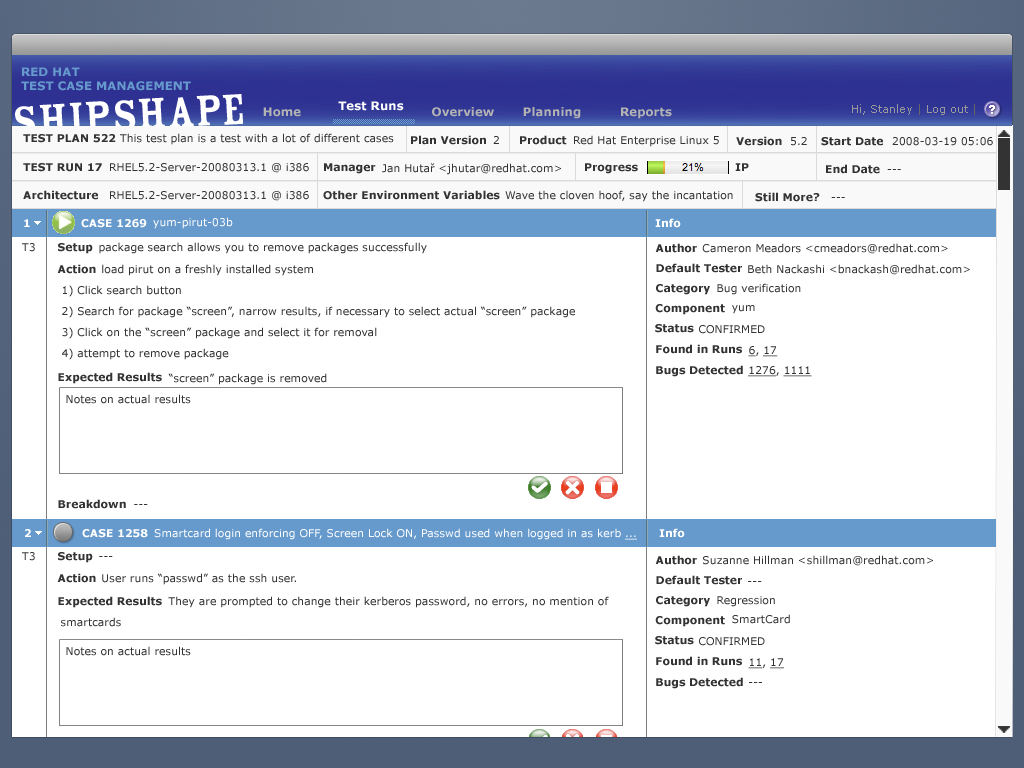 RED HAT
TEST CASE MANAGEMENT
SHIPSHAPE
Home Test Runs Overview Planning Reports Hi, Stanley | Log out | ?
TEST PLAN 522 This test plan is a test with a lot of different cases Plan Version 2 Product Red Hat Enterprise Linux 5 Version 5.2 Start Date 2008-03-19 05:06
TEST RUN 17 RHEL5.2-Server-20080313.1 @ i386 Manager Jan Hutař <jhutar@redhat.com> Progress 21% IP End Date ---
Architecture RHEL5.2-Server-20080313.1 @ i386 Other Environment Variables Wave the cloven hoof, say the incantation Still More? ---
1 CASE 1269 yum-pirut-03b Info
T3 Setup package search allows you to remove packages successfully
Action load pirut on a freshly installed system
1) Click search button
2) Search for package “screen”, narrow results, if necessary to select actual “screen” package
3) Click on the “screen” package and select it for removal
4) attempt to remove package
Expected Results “screen” package is removed
Notes on actual results
Breakdown ---
Author Cameron Meadors <cmeadors@redhat.com>
Default Tester Beth Nackashi <bnackash@redhat.com>
Category Bug verification
Component yum
Status CONFIRMED
Found in Runs 6, 17
Bugs Detected 1276, 1111
2 CASE 1258 Smartcard login enforcing OFF, Screen Lock ON, Passwd used when logged in as kerb ... Info
T3 Setup ---
Action User runs “passwd” as the ssh user.
Expected Results They are prompted to change their kerberos password, no errors, no mention of
smartcards
Notes on actual results
Author Suzanne Hillman <shillman@redhat.com>
Default Tester ---
Category Regression
Component SmartCard
Status CONFIRMED
Found in Runs 11, 17
Bugs Detected ---